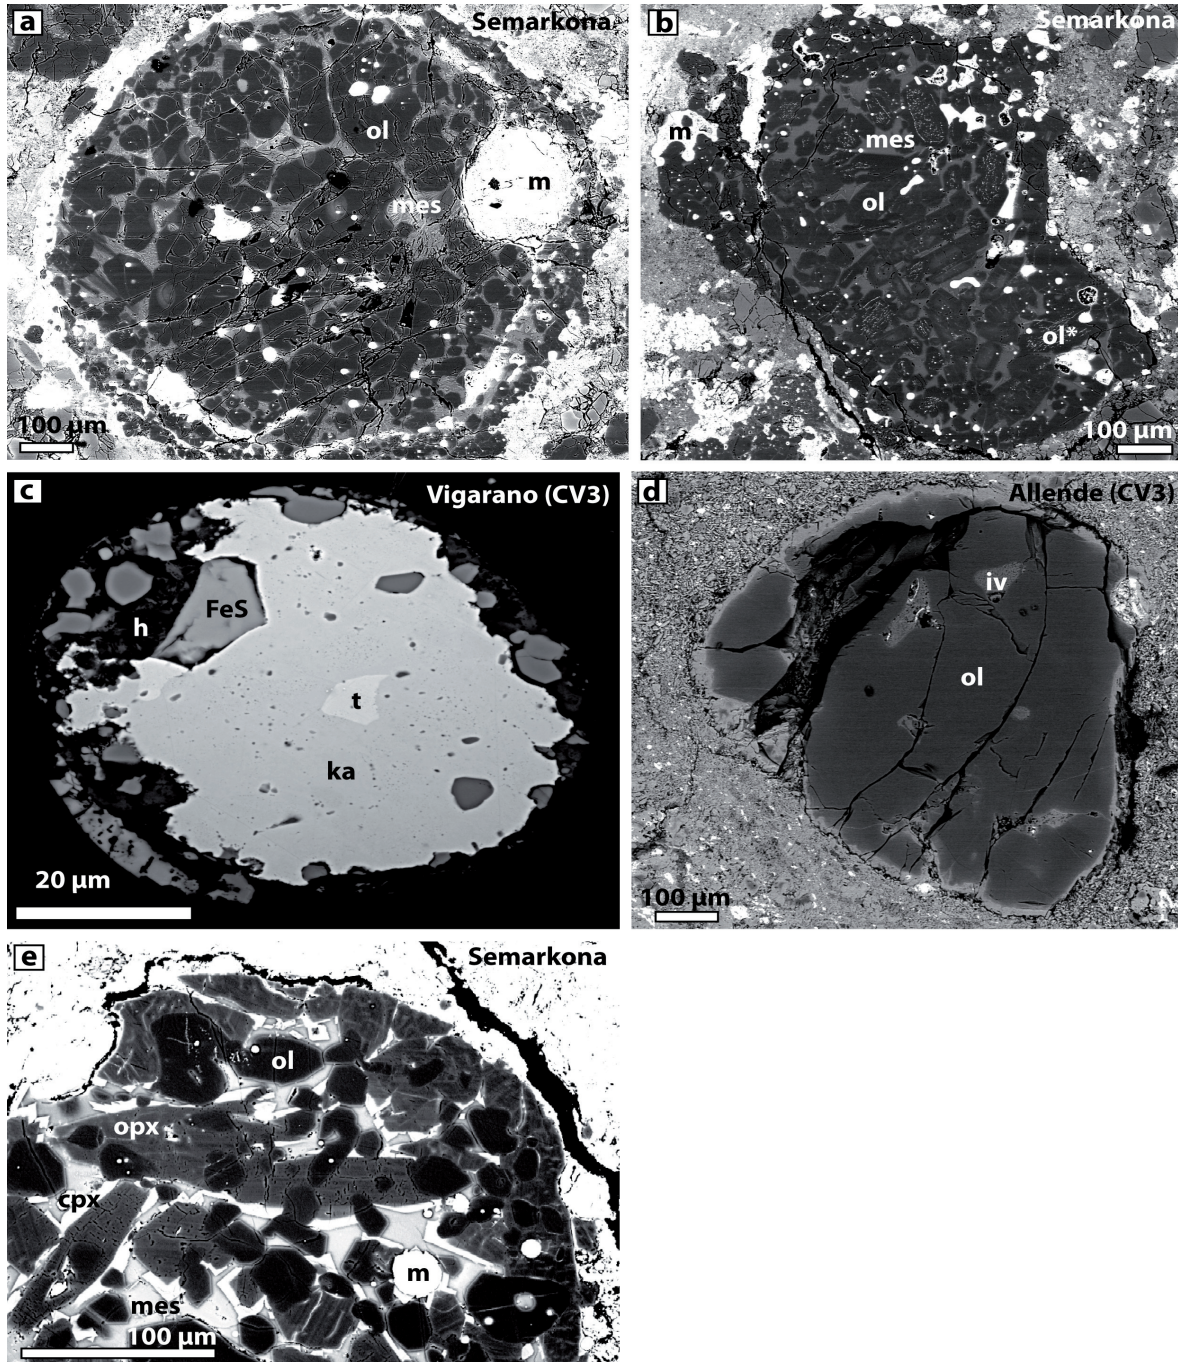 a Semarkona
ol
m
mes
100 µm
b Semarkona
m
mes
ol
ol*
100 µm
c Vigarano (CV3)
FeS
h
t
ka
20 µm
d Allende (CV3)
iv
ol
100 µm
e Semarkona
ol
opx
cpx
m
mes
100 µm